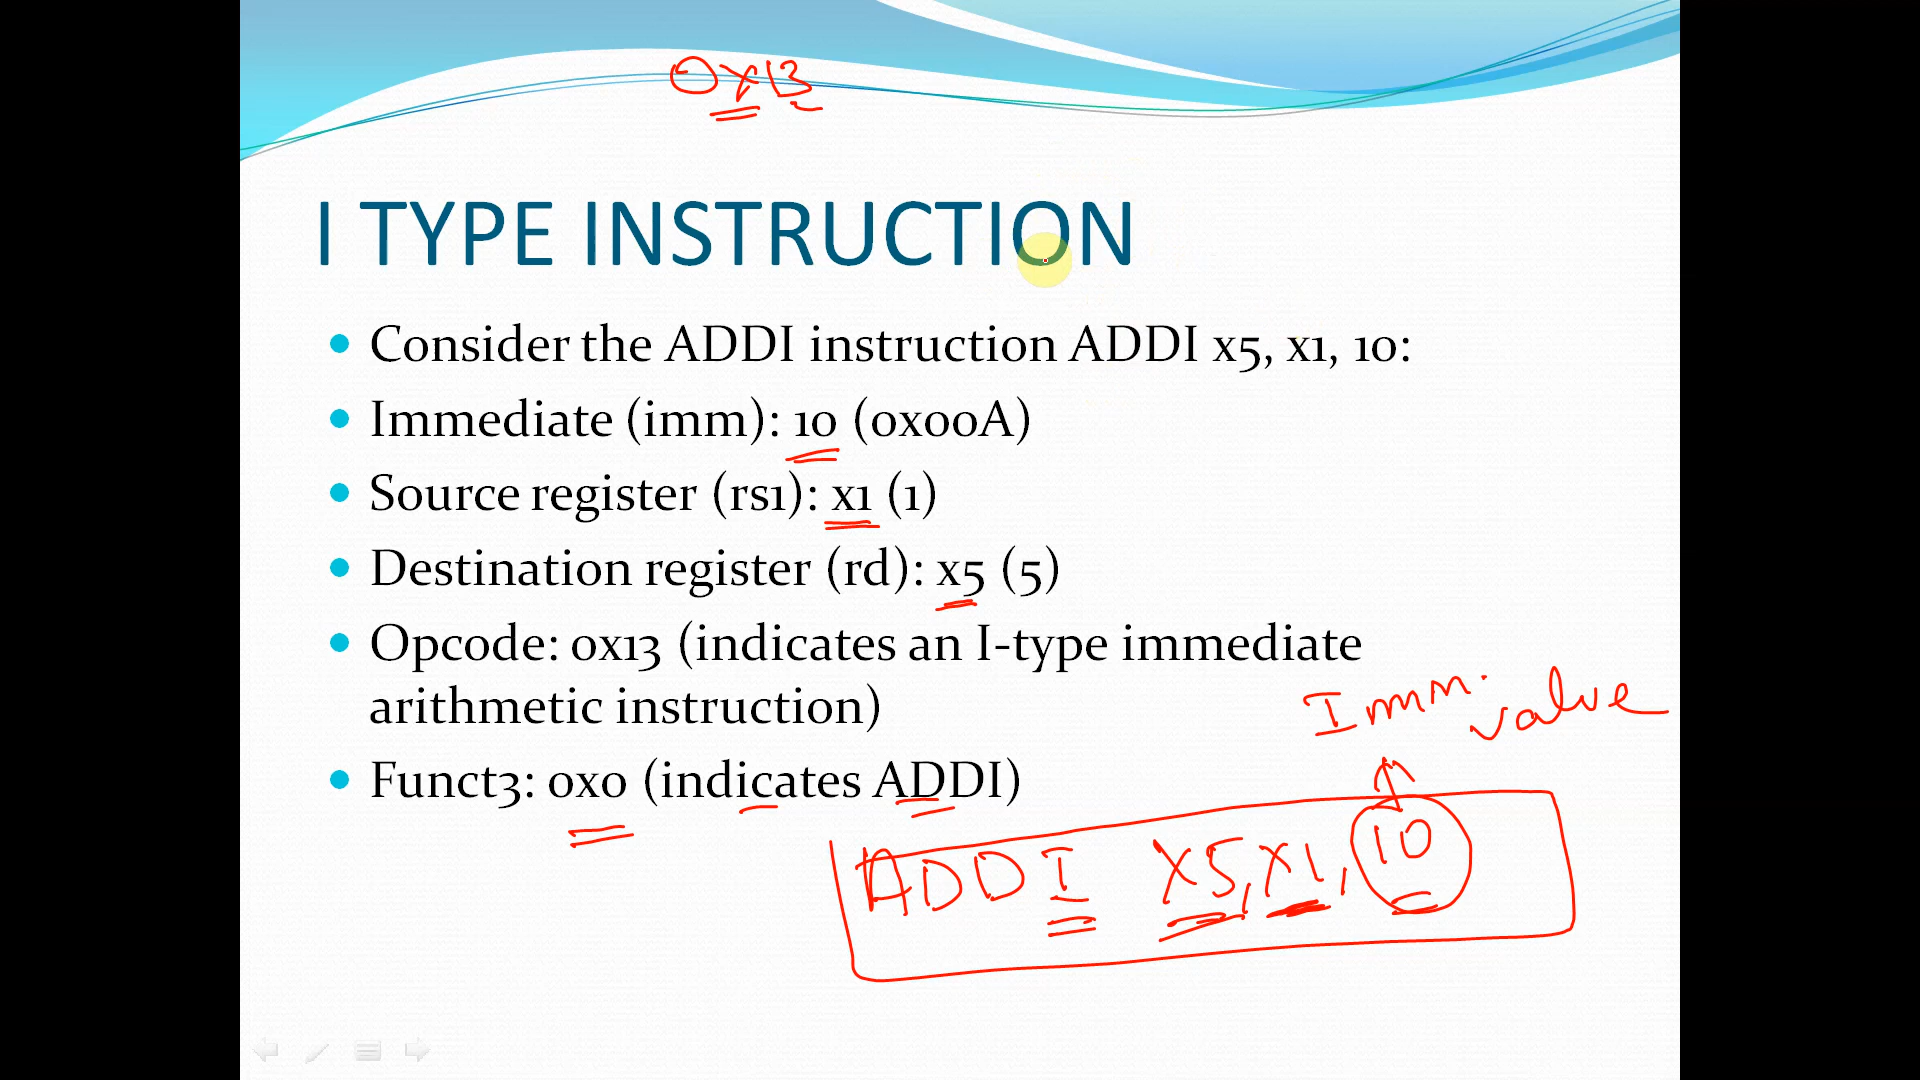 0x13
I TYPE INSTRUCTION
Consider the ADDI instruction ADDI x5, x1, 10:
Immediate (imm): 10 (0x00A)
Source register (rs1): x1 (1)
Destination register (rd): x5 (5)
Opcode: 0x13 (indicates an I-type immediate
arithmetic instruction)
Imm. value
Funct3: 0x0 (indicates ADDI)
ADDI X5, X1, 10